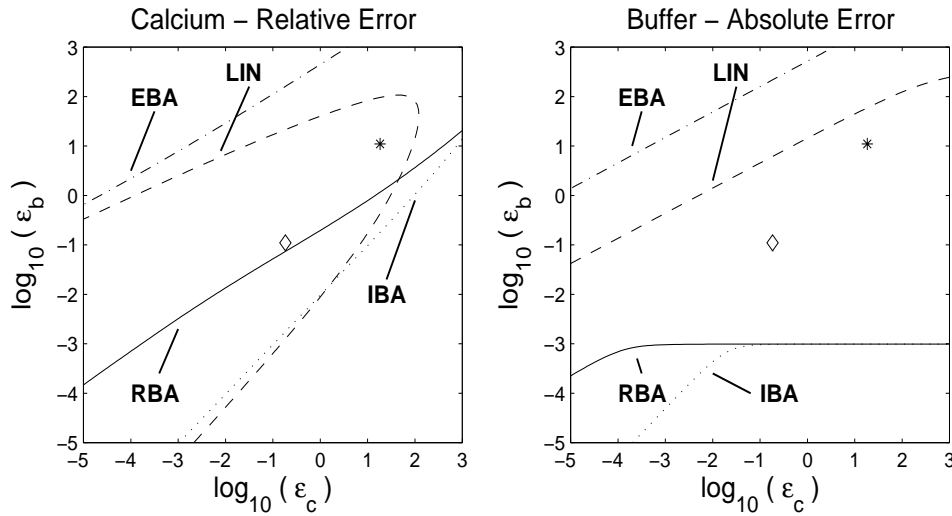 Calcium – Relative Error
3
2
1
0
−1
−2
−3
−4
−5
−5 −4 −3 −2 −1 0 1 2 3
log10 ( εb )
log10 ( εc )
EBA
LIN
IBA
RBA
Buffer – Absolute Error
3
2
1
0
−1
−2
−3
−4
−5
−5 −4 −3 −2 −1 0 1 2 3
log10 ( εb )
log10 ( εc )
EBA
LIN
RBA
IBA